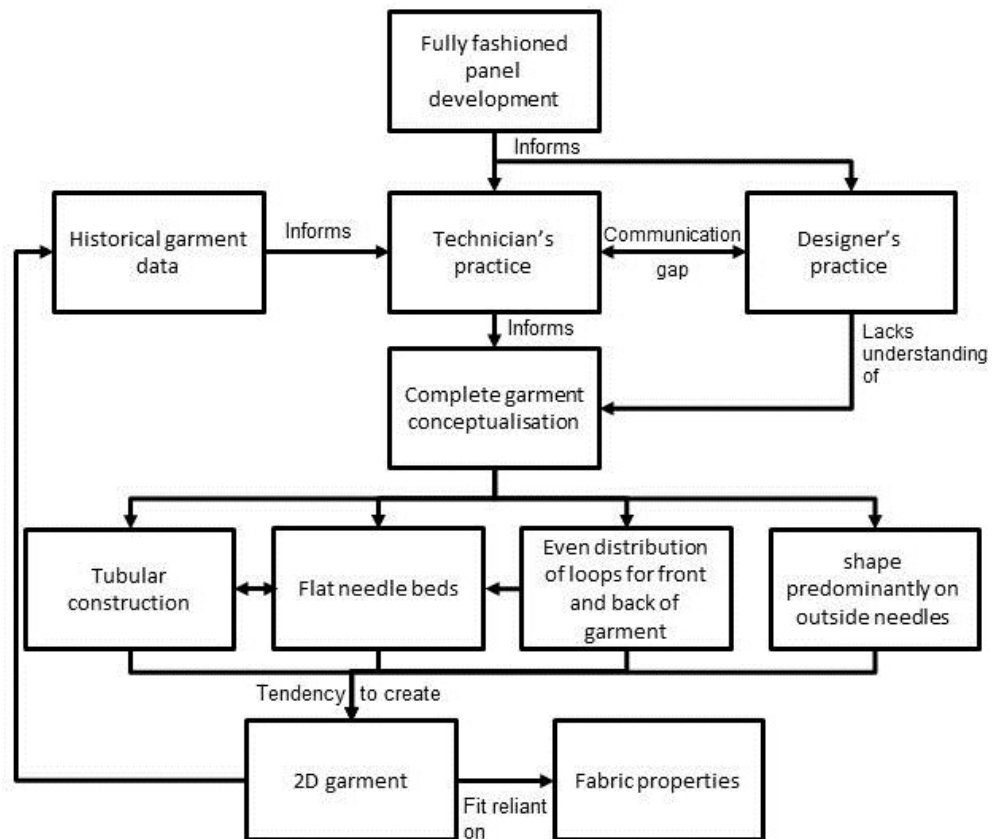 Fully fashioned
panel
development
Informs
Historical garment
data
Informs
Technician's
practice
Communication
gap
Designer's
practice
Informs
Lacks
understanding
of
Complete garment
conceptualisation
Tubular
construction
Flat needle beds
Even distribution
of loops for front
and back of
garment
shape
predominantly on
outside needles
Tendency to create
2D garment
Fit reliant
on
Fabric properties